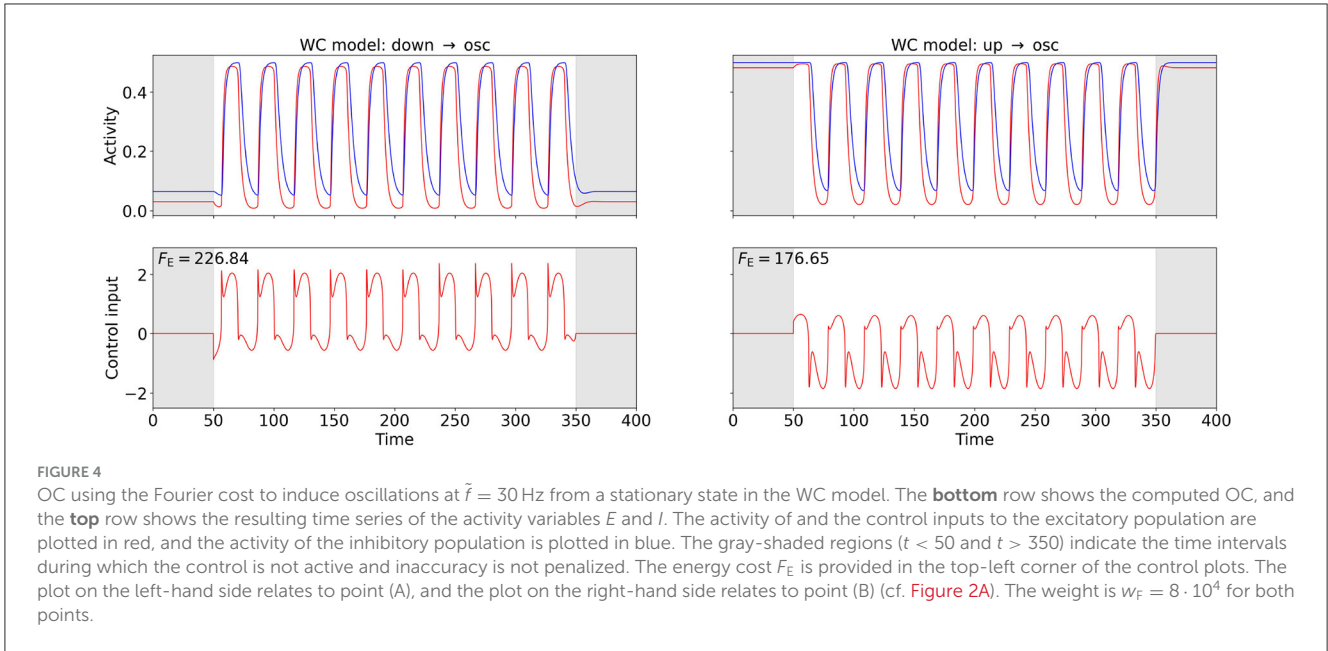 WC model: down → osc
WC model: up → osc
Activity
0.4
0.2
0.0
Control input
2
0
−2
F_E = 226.84
F_E = 176.65
0 50 100 150 200 250 300 350 400
Time
0 50 100 150 200 250 300 350 400
Time
FIGURE 4
OC using the Fourier cost to induce oscillations at f̃ = 30 Hz from a stationary state in the WC model. The bottom row shows the computed OC, and
the top row shows the resulting time series of the activity variables E and I. The activity of and the control inputs to the excitatory population are
plotted in red, and the activity of the inhibitory population is plotted in blue. The gray-shaded regions (t < 50 and t > 350) indicate the time intervals
during which the control is not active and inaccuracy is not penalized. The energy cost F_E is provided in the top-left corner of the control plots. The
plot on the left-hand side relates to point (A), and the plot on the right-hand side relates to point (B) (cf. Figure 2A). The weight is w_F = 8 · 10⁴ for both
points.